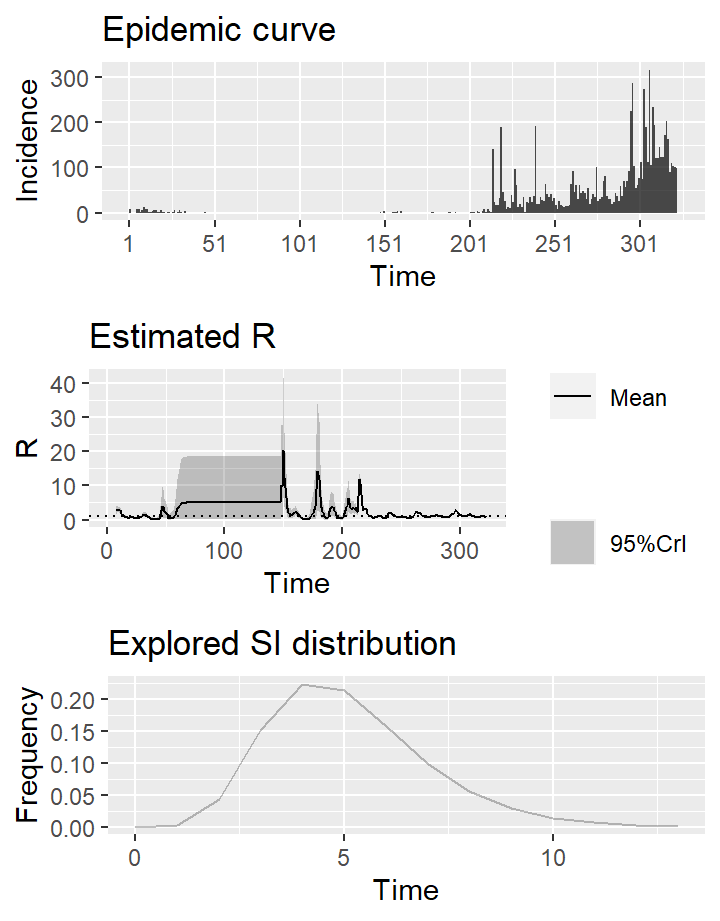 Epidemic curve
Incidence
300
200
100
0
1 51 101 151 201 251 301
Time
Estimated R
R
40
30
20
10
0
0 100 200 300
Time
Mean
95%CrI
Explored SI distribution
Frequency
0.20
0.15
0.10
0.05
0.00
0 5 10
Time